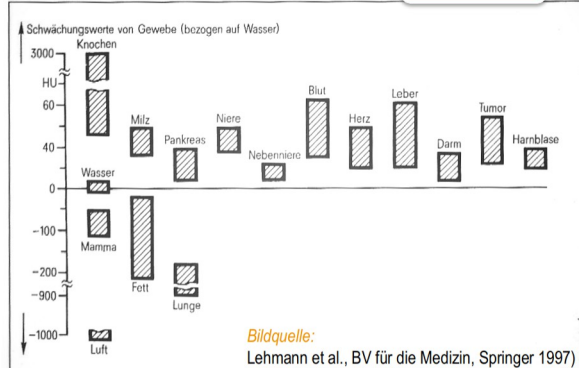 Schwächungswerte von Gewebe (bezogen auf Wasser)
Knochen
3000
HU
60
40
0
-100
-200
-900
-1000
Milz
Pankreas
Niere
Nebenniere
Blut
Herz
Leber
Darm
Tumor
Harnblase
Wasser
Mamma
Fett
Lunge
Luft
Bildquelle:
Lehmann et al., BV für die Medizin, Springer 1997)